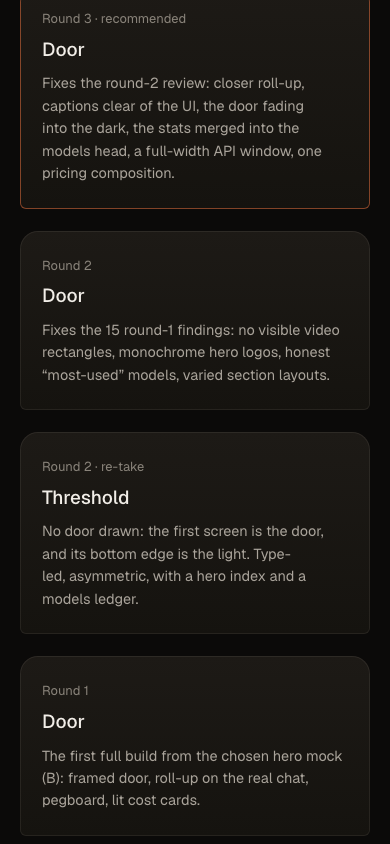 Round 3 · recommended
Door
Fixes the round-2 review: closer roll-up,
captions clear of the UI, the door fading
into the dark, the stats merged into the
models head, a full-width API window, one
pricing composition.
Round 2
Door
Fixes the 15 round-1 findings: no visible video
rectangles, monochrome hero logos, honest
“most-used” models, varied section layouts.
Round 2 · re-take
Threshold
No door drawn: the first screen is the door,
and its bottom edge is the light. Type-
led, asymmetric, with a hero index and a
models ledger.
Round 1
Door
The first full build from the chosen hero mock
(B): framed door, roll-up on the real chat,
pegboard, lit cost cards.